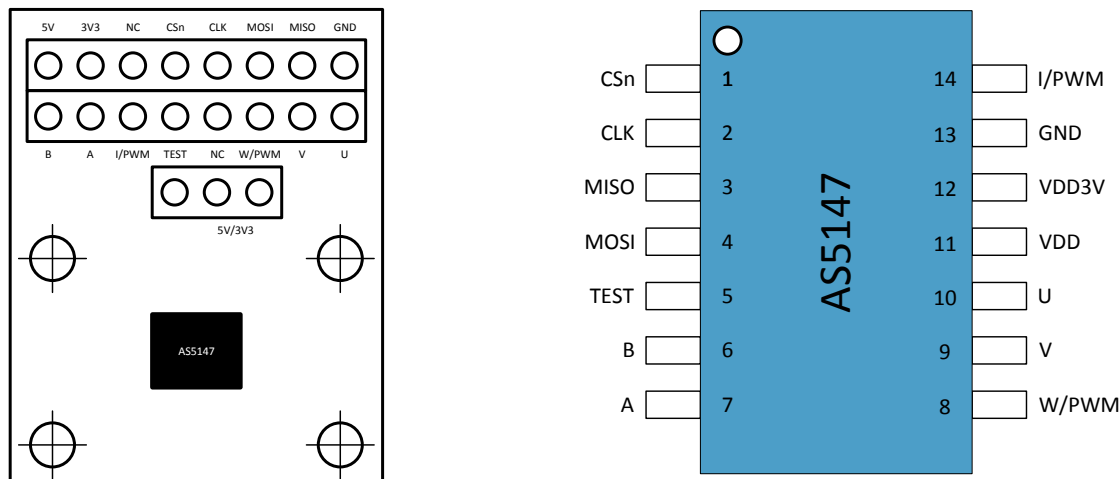 5V 3V3 NC CSn CLK MOSI MISO GND
B A I/PWM TEST NC W/PWM V U
5V/3V3
AS5147
CSn 1 14 I/PWM
CLK 2 13 GND
MISO 3 12 VDD3V
MOSI 4 11 VDD
TEST 5 10 U
B 6 9 V
A 7 8 W/PWM
AS5147